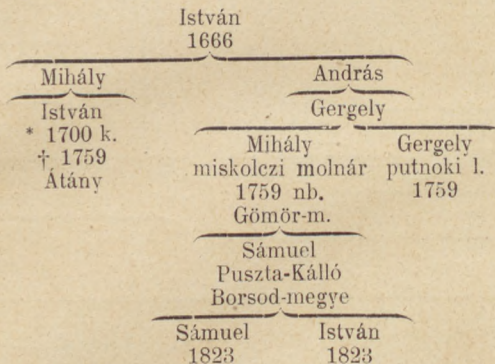 István
1666
Mihály András
István Gergely
* 1700 k.
† 1759 Mihály Gergely
Átány miskolczi molnár putnoki l.
1759 nb. 1759
Gömör-m.
Sámuel
Puszta-Kálló
Borsod-megye
Sámuel István
1823 1823